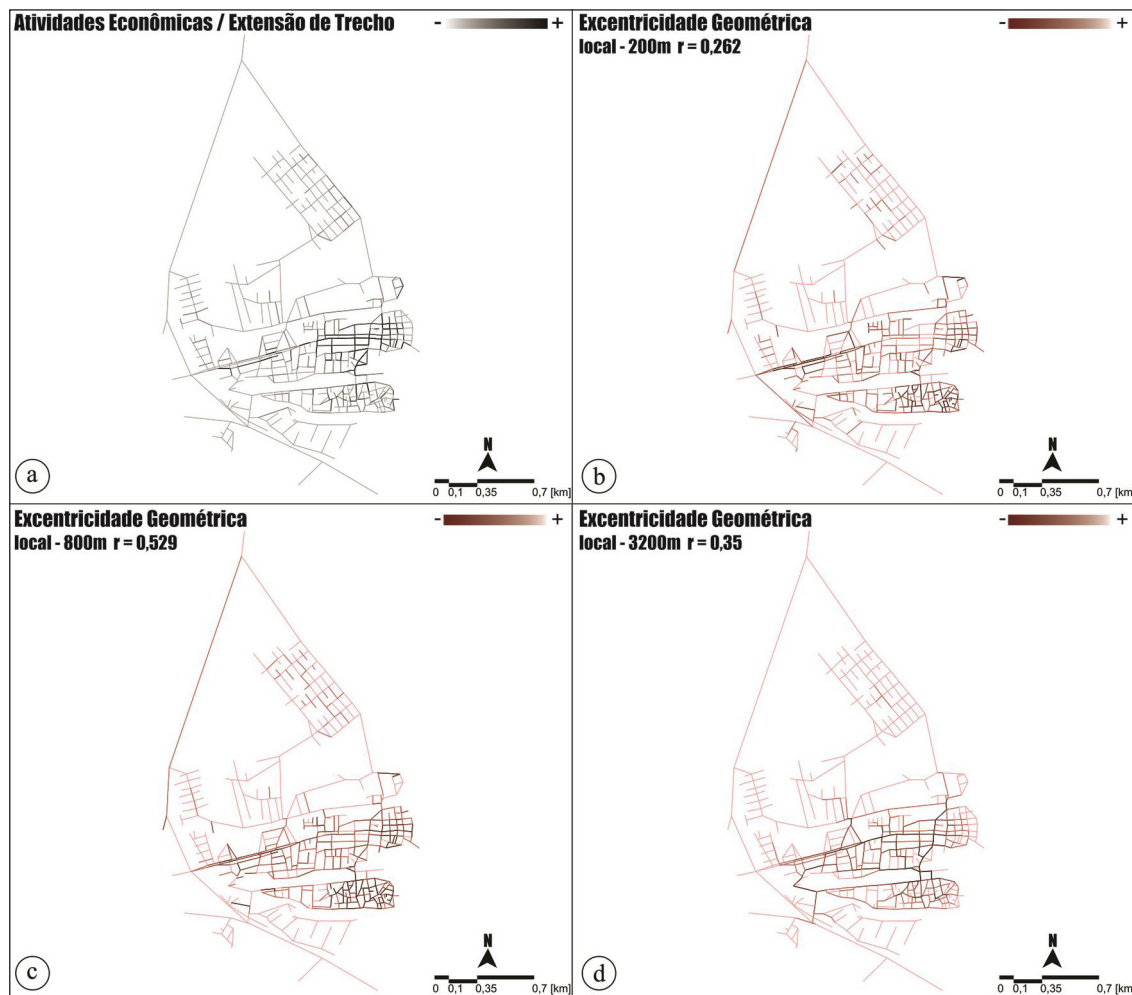 Atividades Econômicas / Extensão de Trecho
- +
N
0 0,1 0,35 0,7 [km]
a
Excentricidade Geométrica
local - 200m r = 0,262
- +
N
0 0,1 0,35 0,7 [km]
b
Excentricidade Geométrica
local - 800m r = 0,529
- +
N
0 0,1 0,35 0,7 [km]
c
Excentricidade Geométrica
local - 3200m r = 0,35
- +
N
0 0,1 0,35 0,7 [km]
d